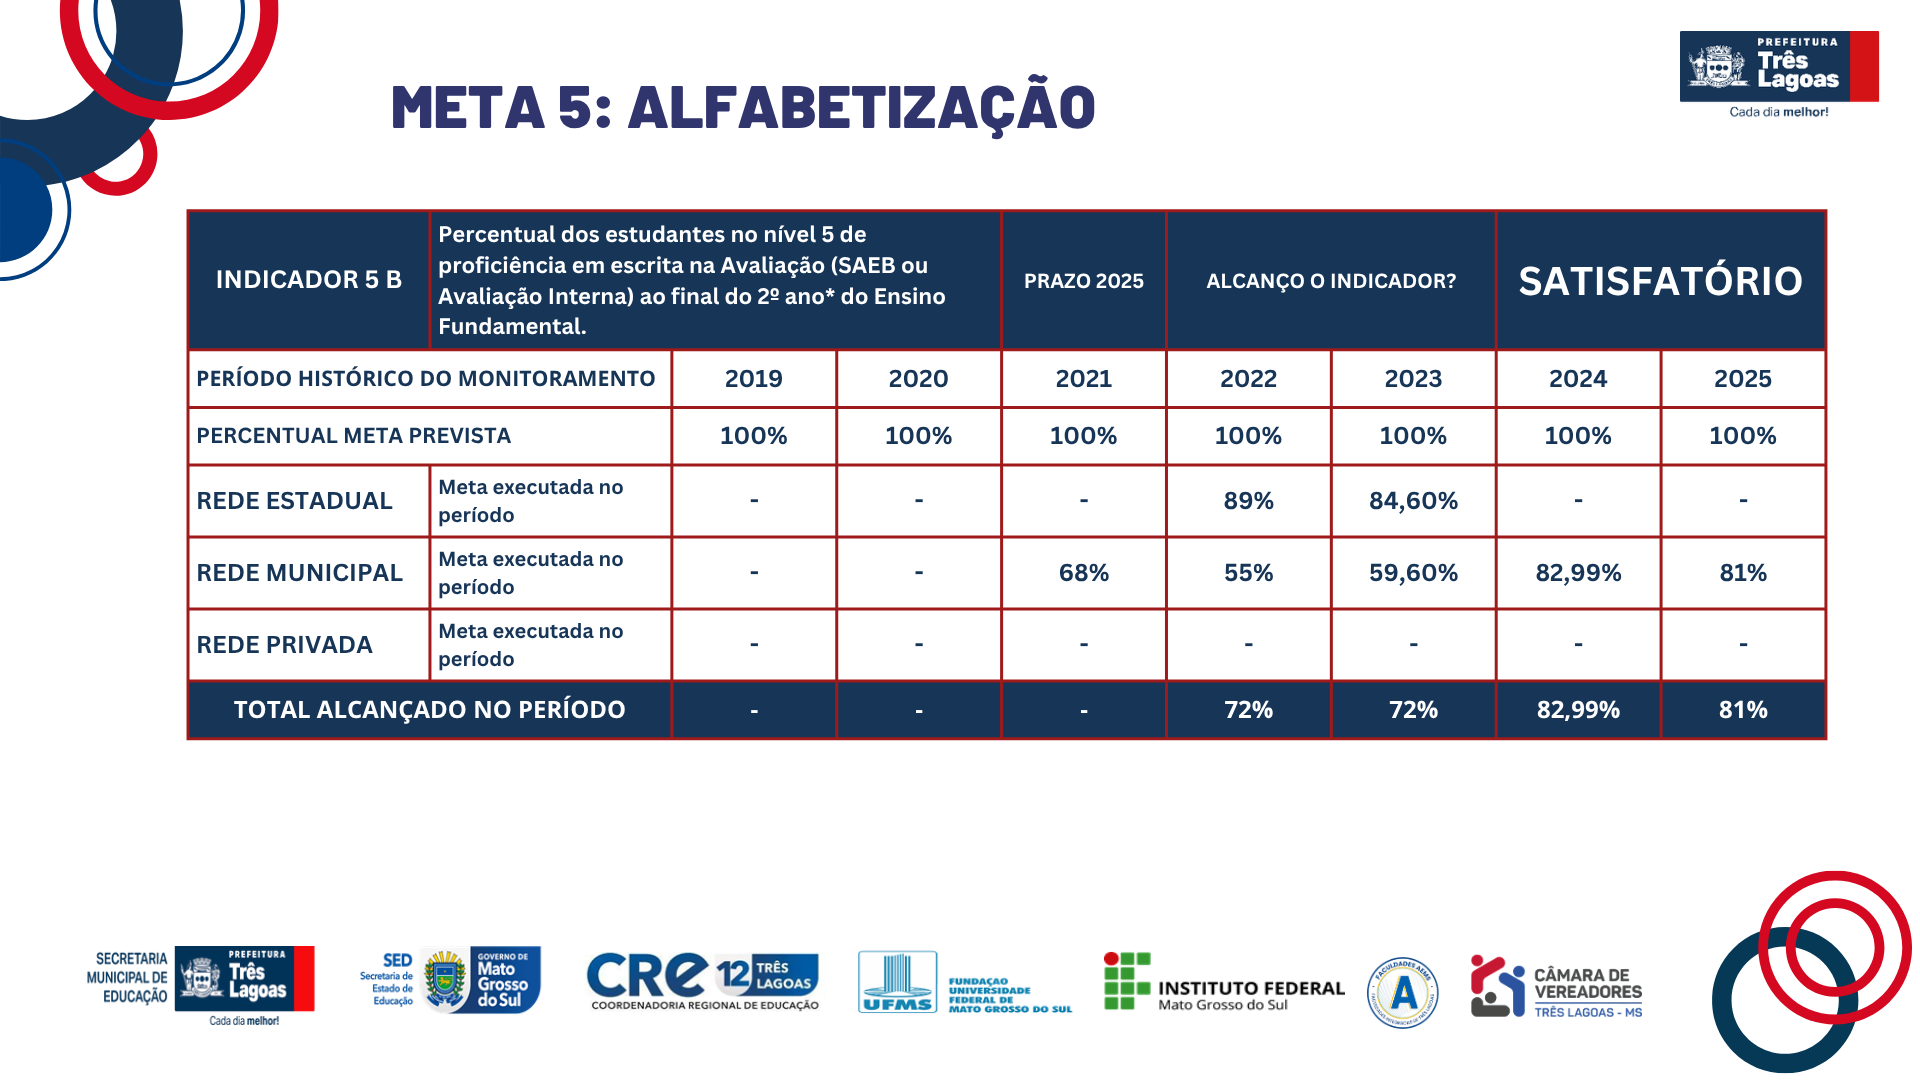 PREFEITURA
Três
Lagoas
Cada dia melhor!
META 5: ALFABETIZAÇÃO
INDICADOR 5 B
Percentual dos estudantes no nível 5 de
proficiência em escrita na Avaliação (SAEB ou
Avaliação Interna) ao final do 2º ano* do Ensino
Fundamental.
PRAZO 2025
ALCANÇO O INDICADOR?
SATISFATÓRIO
PERÍODO HISTÓRICO DO MONITORAMENTO 2019 2020 2021 2022 2023 2024 2025
PERCENTUAL META PREVISTA 100% 100% 100% 100% 100% 100% 100%
REDE ESTADUAL
Meta executada no
período
- - - 89% 84,60% - -
REDE MUNICIPAL
Meta executada no
período
- - 68% 55% 59,60% 82,99% 81%
REDE PRIVADA
Meta executada no
período
- - - - - - -
TOTAL ALCANÇADO NO PERÍODO - - - 72% 72% 82,99% 81%
SECRETARIA
MUNICIPAL DE
EDUCAÇÃO
PREFEITURA
Três
Lagoas
Cada dia melhor!
SED
Secretaria de
Estado de
Educação
GOVERNO DE
Mato
Grosso
do Sul
CRe 12 TRÊS
LAGOAS
COORDENADORIA REGIONAL DE EDUCAÇÃO
UFMS
FUNDAÇAO
UNIVERSIDADE
FEDERAL DE
MATO GROSSO DO SUL
INSTITUTO FEDERAL
Mato Grosso do Sul
FACULDADES AEMS
A
CÂMARA DE
VEREADORES
TRÊS LAGOAS - MS